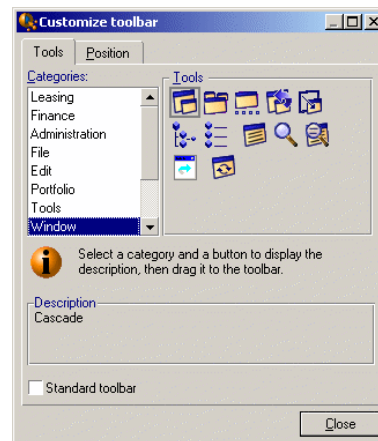 Customize toolbar
Tools
Position
Categories:
Tools
Leasing
Finance
Administration
File
Edit
Portfolio
Tools
Window
Select a category and a button to display the
description, then drag it to the toolbar.
Description
Cascade
Standard toolbar
Close